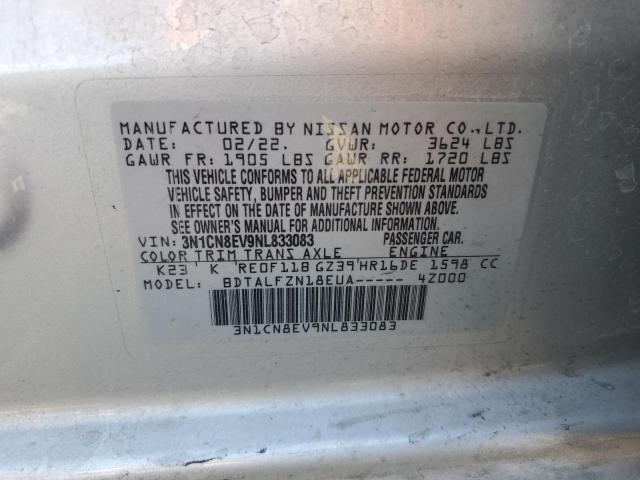 MANUFACTURED BY NISSAN MOTOR CO., LTD.
DATE: 02/22. GVWR: 3624 LBS
GAWR FR: 1905 LBS GAWR RR: 1720 LBS
THIS VEHICLE CONFORMS TO ALL APPLICABLE FEDERAL MOTOR
VEHICLE SAFETY, BUMPER AND THEFT PREVENTION STANDARDS
IN EFFECT ON THE DATE OF MANUFACTURE SHOWN ABOVE.
SEE OWNER'S MANUAL FOR ADDITIONAL INFORMATION.
VIN: 3N1CN8EV9NL833083 PASSENGER CAR.
COLOR TRIM TRANS AXLE ENGINE
K23 K RE0F11B GZ39 HR16DE 1598 CC
MODEL: BDTALFZN18EUA----- 4Z000
3N1CN8EV9NL833083